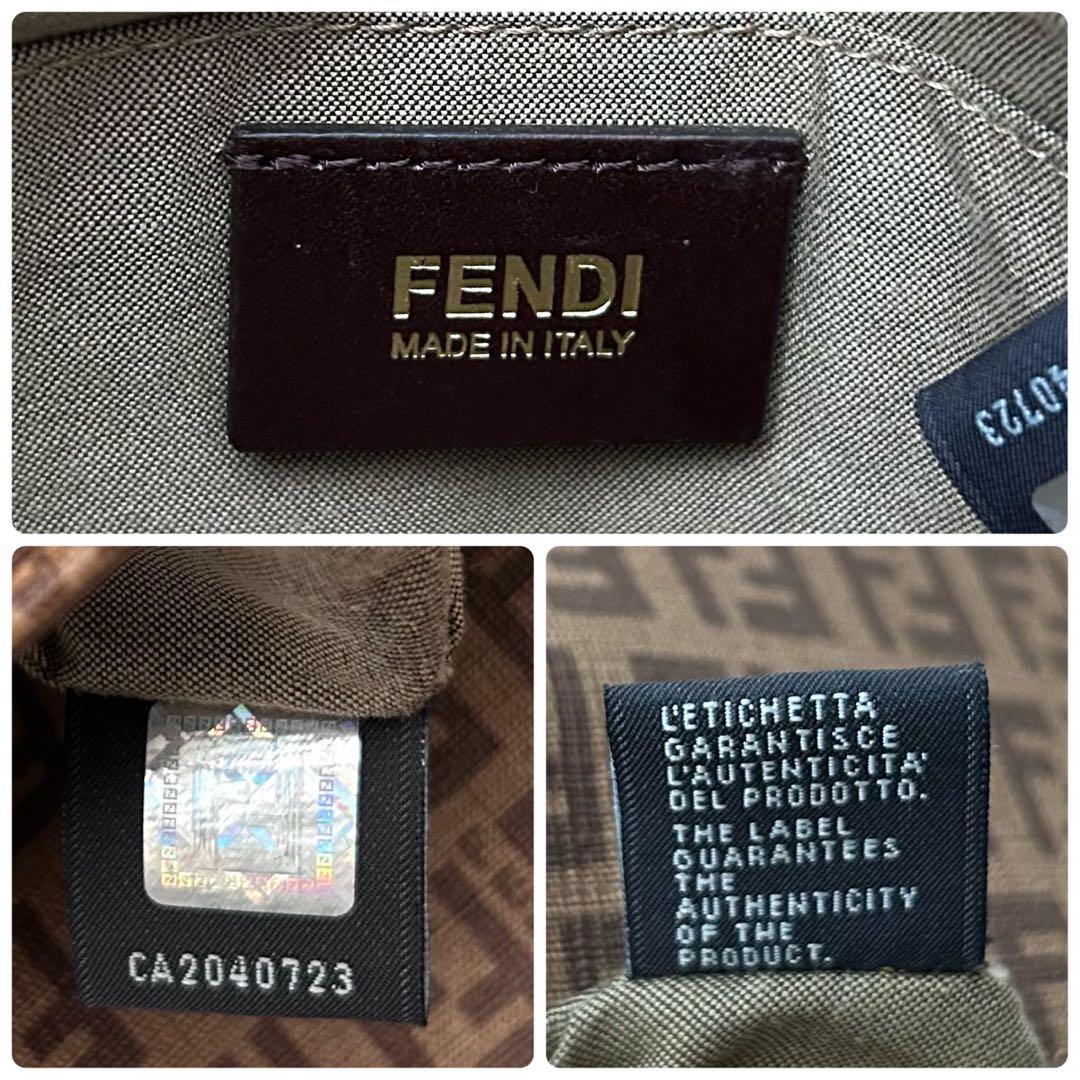 FENDI
MADE IN ITALY
40723
CA2040723
L'ETICHETTA
GARANTISCE
L'AUTENTICITA'
DEL PRODOTTO.
THE LABEL
GUARANTEES
THE
AUTHENTICITY
OF THE
PRODUCT.